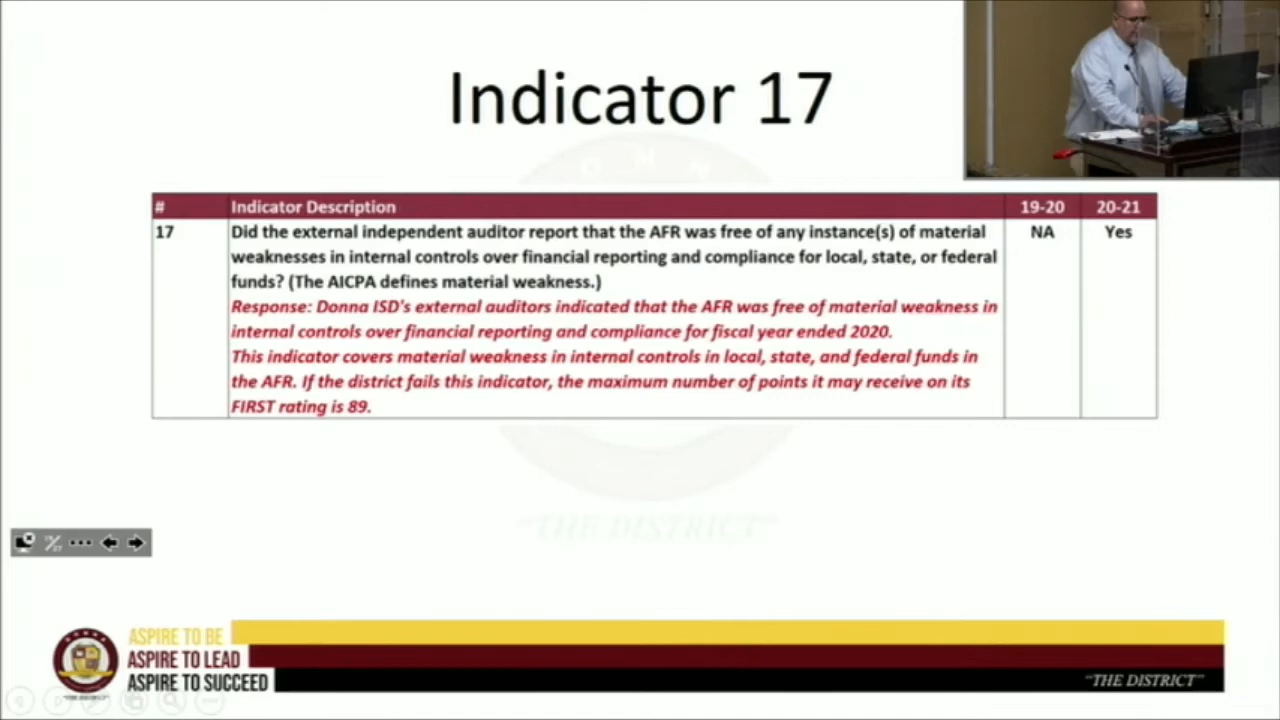 Indicator 17
# Indicator Description 19-20 20-21
17 Did the external independent auditor report that the AFR was free of any instance(s) of material NA Yes
weaknesses in internal controls over financial reporting and compliance for local, state, or federal
funds? (The AICPA defines material weakness.)
Response: Donna ISD's external auditors indicated that the AFR was free of material weakness in
internal controls over financial reporting and compliance for fiscal year ended 2020.
This indicator covers material weakness in internal controls in local, state, and federal funds in
the AFR. If the district fails this indicator, the maximum number of points it may receive on its
FIRST rating is 89.
"THE DISTRICT"
ASPIRE TO BE
ASPIRE TO LEAD
ASPIRE TO SUCCEED
"THE DISTRICT"